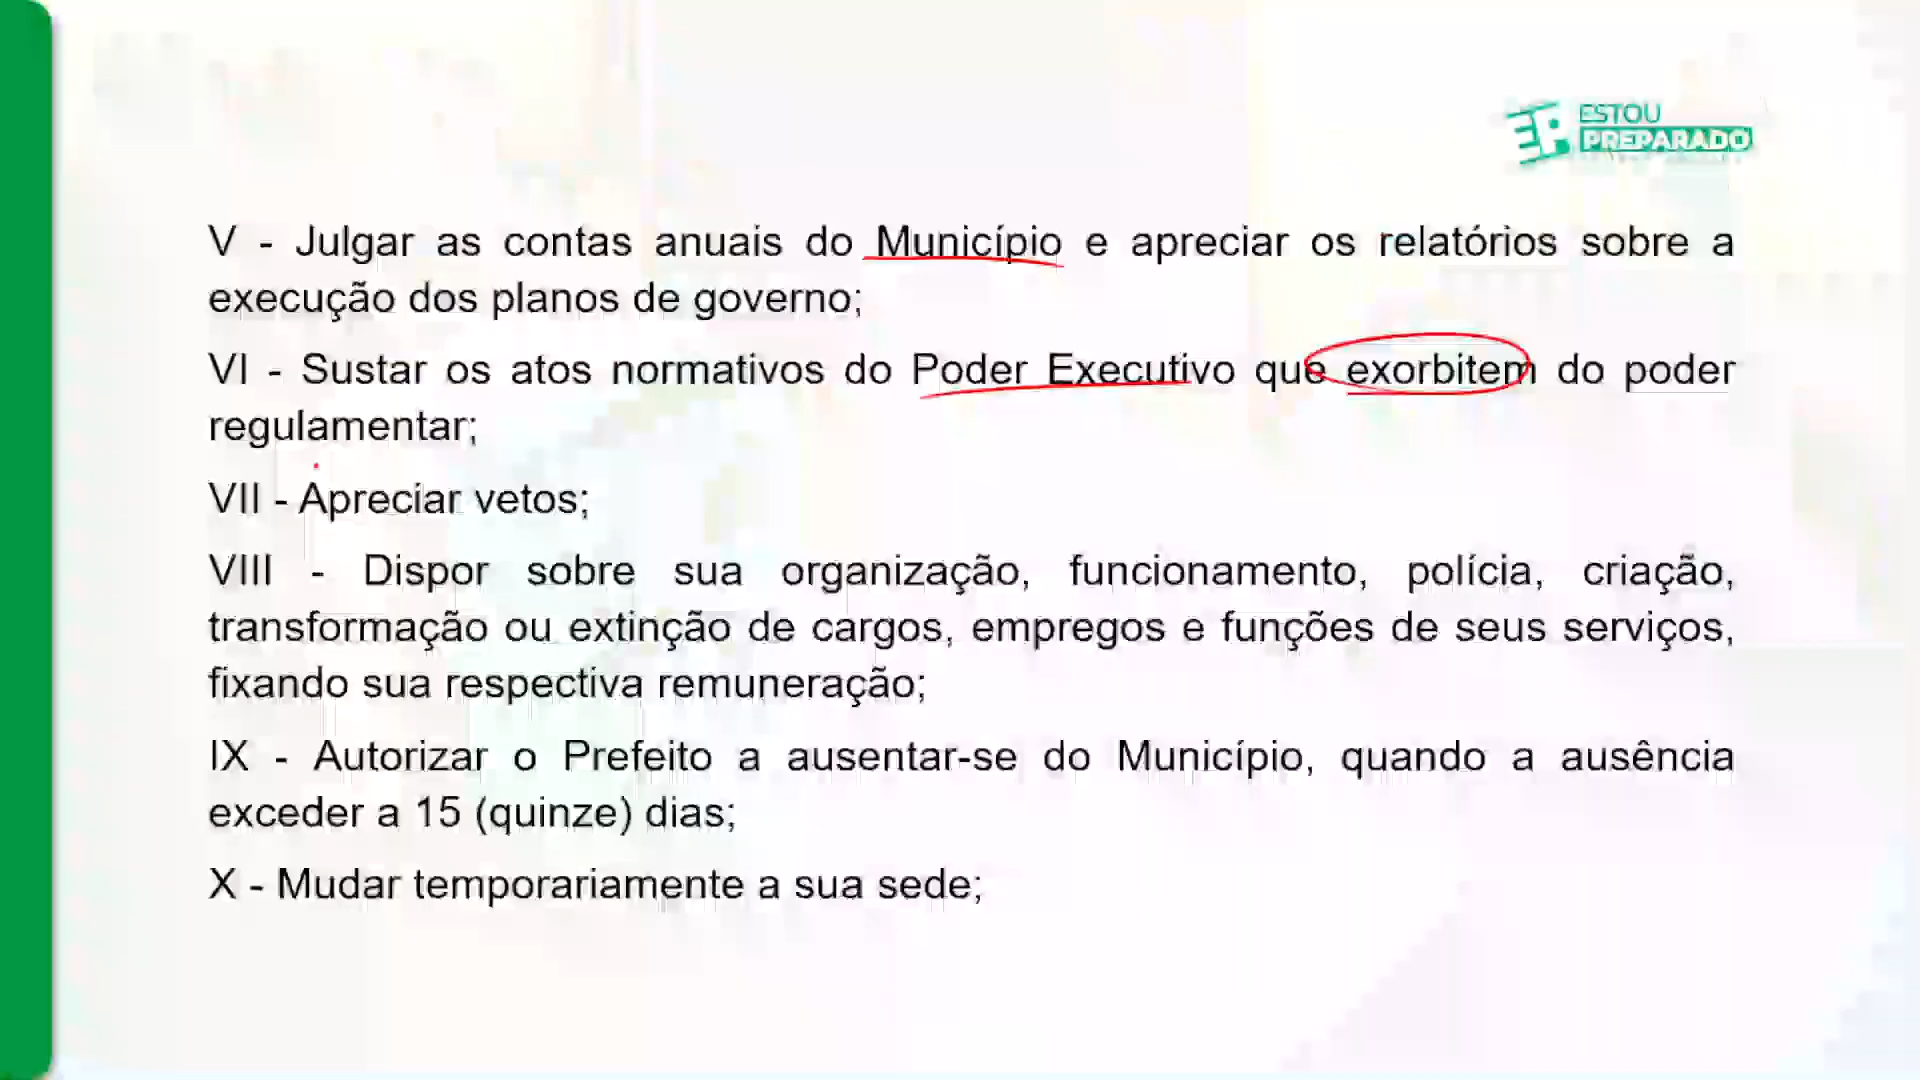 ESTOU
PREPARADO
V - Julgar as contas anuais do Município e apreciar os relatórios sobre a
execução dos planos de governo;
VI - Sustar os atos normativos do Poder Executivo que exorbitem do poder
regulamentar;
VII - Apreciar vetos;
VIII - Dispor sobre sua organização, funcionamento, polícia, criação,
transformação ou extinção de cargos, empregos e funções de seus serviços,
fixando sua respectiva remuneração;
IX - Autorizar o Prefeito a ausentar-se do Município, quando a ausência
exceder a 15 (quinze) dias;
X - Mudar temporariamente a sua sede;